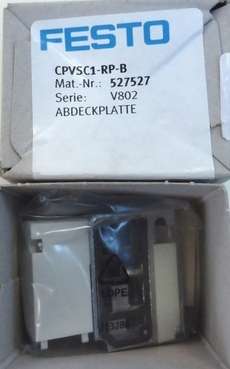 FESTO
CPVSC1-RP-B
Mat.-Nr.: 527527
Serie: V802
ABDECKPLATTE